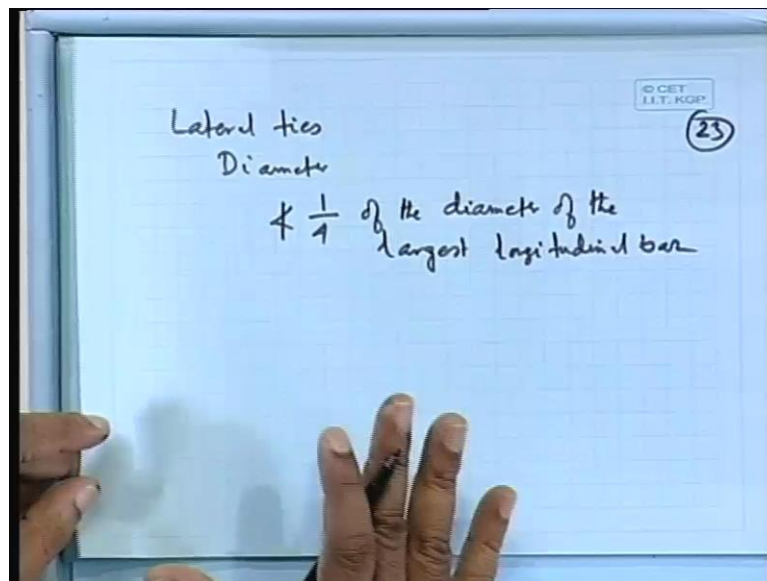 © CET
I.I.T. KGP
23
Lateral ties
Diameter
≮ 1/4 of the diameter of the
largest longitudinal bar